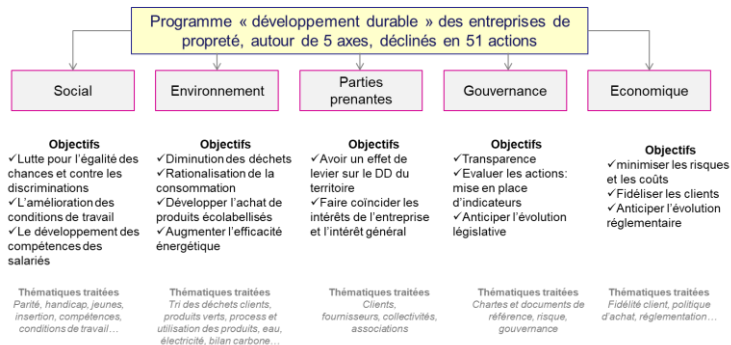 Programme « développement durable » des entreprises de
propreté, autour de 5 axes, déclinés en 51 actions
Social
Environnement
Parties
prenantes
Gouvernance
Economique
Objectifs
✓Lutte pour l’égalité des
chances et contre les
discriminations
✓L’amélioration des
conditions de travail
✓Le développement des
compétences des
salariés
Objectifs
✓Diminution des déchets
✓Rationalisation de la
consommation
✓Développer l’achat de
produits écolabellisés
✓Augmenter l’efficacité
énergétique
Objectifs
✓Avoir un effet de
levier sur le DD du
territoire
✓Faire coïncider les
intérêts de l’entreprise
et l’intérêt général
Objectifs
✓Transparence
✓Evaluer les actions:
mise en place
d’indicateurs
✓Anticiper l’évolution
législative
Objectifs
✓minimiser les risques
et les coûts
✓Fidéliser les clients
✓Anticiper l’évolution
réglementaire
Thématiques traitées
Parité, handicap, jeunes,
insertion, compétences,
conditions de travail…
Thématiques traitées
Tri des déchets clients,
produits verts, process et
utilisation des produits, eau,
électricité, bilan carbone…
Thématiques traitées
Clients,
fournisseurs, collectivités,
associations
Thématiques traitées
Chartes et documents de
référence, risque,
gouvernance
Thématiques traitées
Fidélité client, politique
d’achat, réglementation…